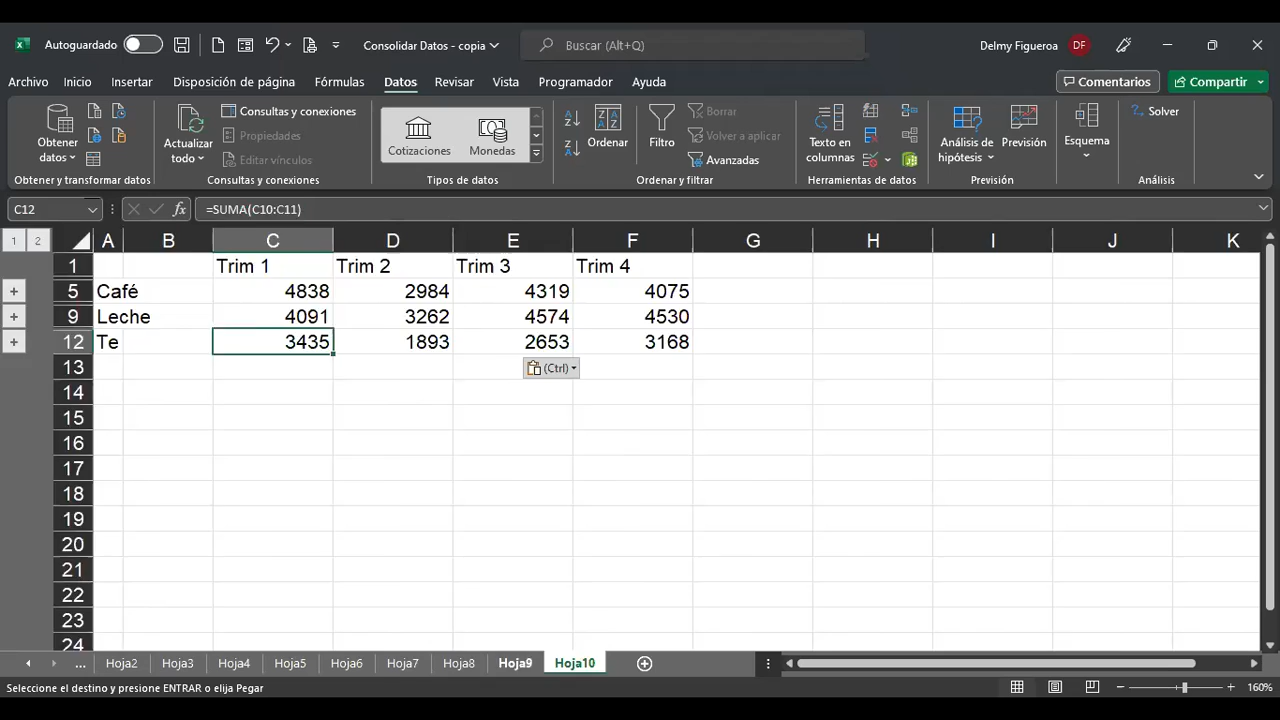 Autoguardado Consolidar Datos - copia Buscar (Alt+Q) Delmy Figueroa DF
Archivo Inicio Insertar Disposición de página Fórmulas Datos Revisar Vista Programador Ayuda Comentarios Compartir
Obtener datos
Actualizar todo
Consultas y conexiones
Propiedades
Editar vínculos
Cotizaciones Monedas
Ordenar
Filtro
Borrar
Volver a aplicar
Avanzadas
Texto en columnas
Análisis de hipótesis
Previsión
Esquema
Solver
Obtener y transformar datos Consultas y conexiones Tipos de datos Ordenar y filtrar Herramientas de datos Previsión Análisis
C12 fx =SUMA(C10:C11)
1 2 A B C D E F G H I J K
1 Trim 1 Trim 2 Trim 3 Trim 4
+ 5 Café 4838 2984 4319 4075
+ 9 Leche 4091 3262 4574 4530
+ 12 Te 3435 1893 2653 3168
13 (Ctrl)
14
15
16
17
18
19
20
21
22
23
24
... Hoja2 Hoja3 Hoja4 Hoja5 Hoja6 Hoja7 Hoja8 Hoja9 Hoja10
Seleccione el destino y presione ENTRAR o elija Pegar 160%